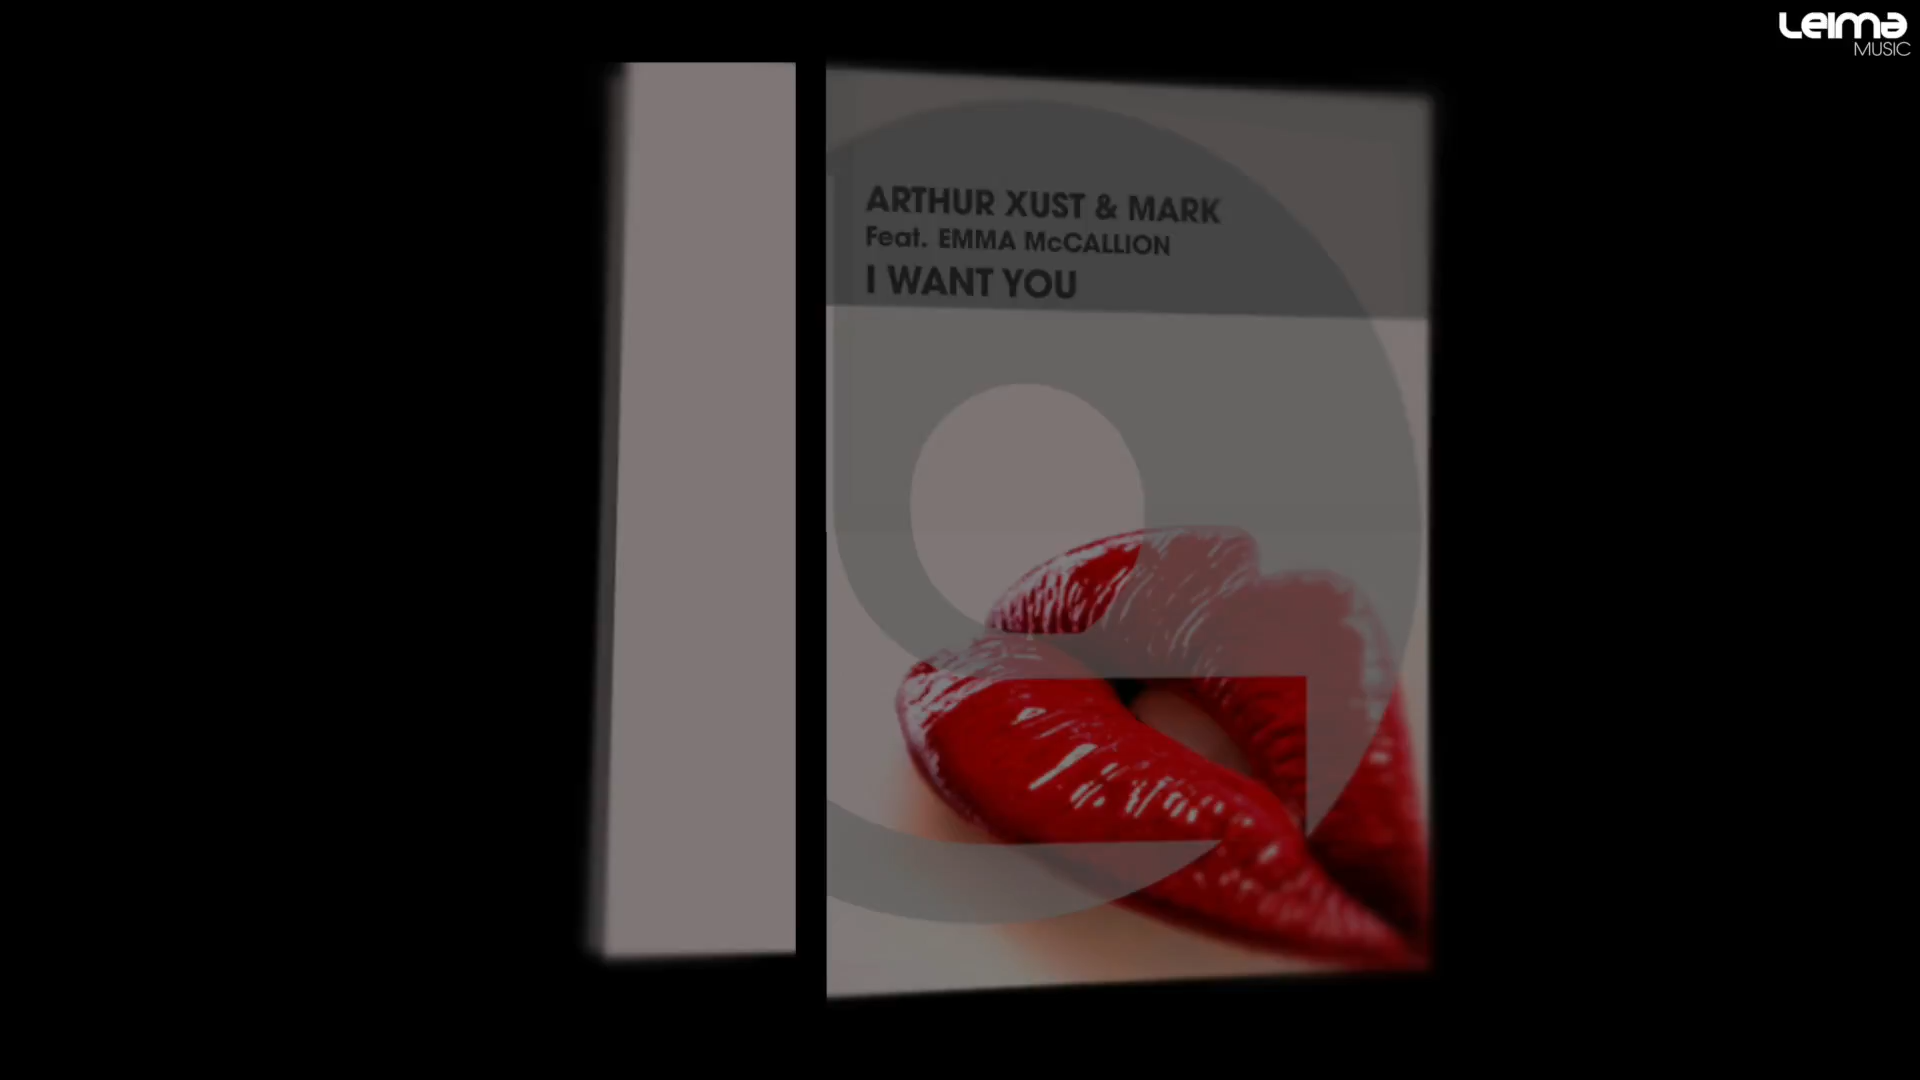 Leima
MUSIC
ARTHUR XUST & MARK
Feat. EMMA McCALLION
I WANT YOU